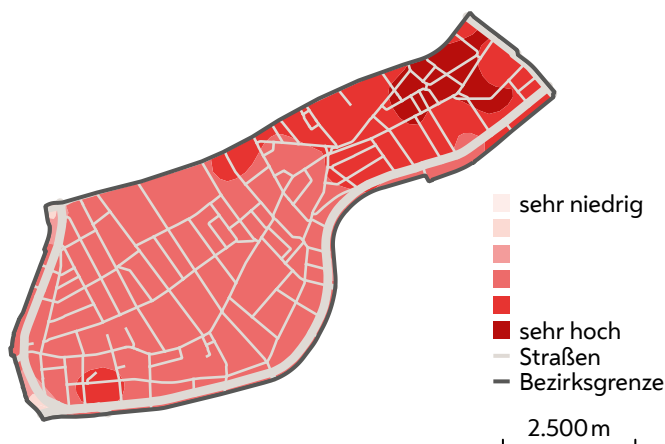 sehr niedrig
sehr hoch
Straßen
Bezirksgrenze
2.500 m